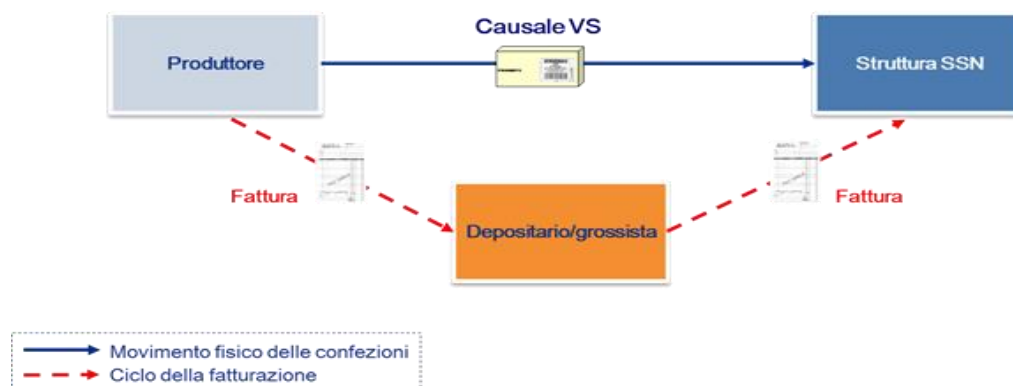 Causale VS
Produttore
Struttura SSN
Fattura
Fattura
Depositario/grossista
Movimento fisico delle confezioni
Ciclo della fatturazione